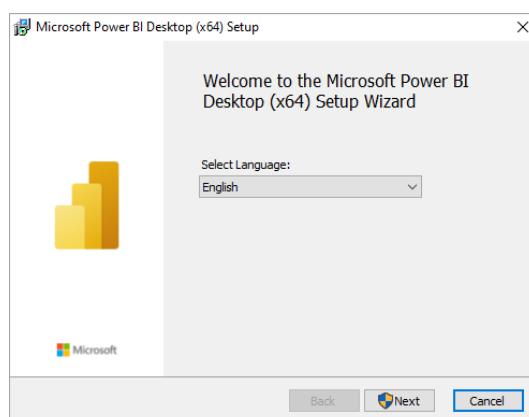 Microsoft Power BI Desktop (x64) Setup
Welcome to the Microsoft Power BI
Desktop (x64) Setup Wizard
Select Language:
English
Microsoft
Back
Next
Cancel